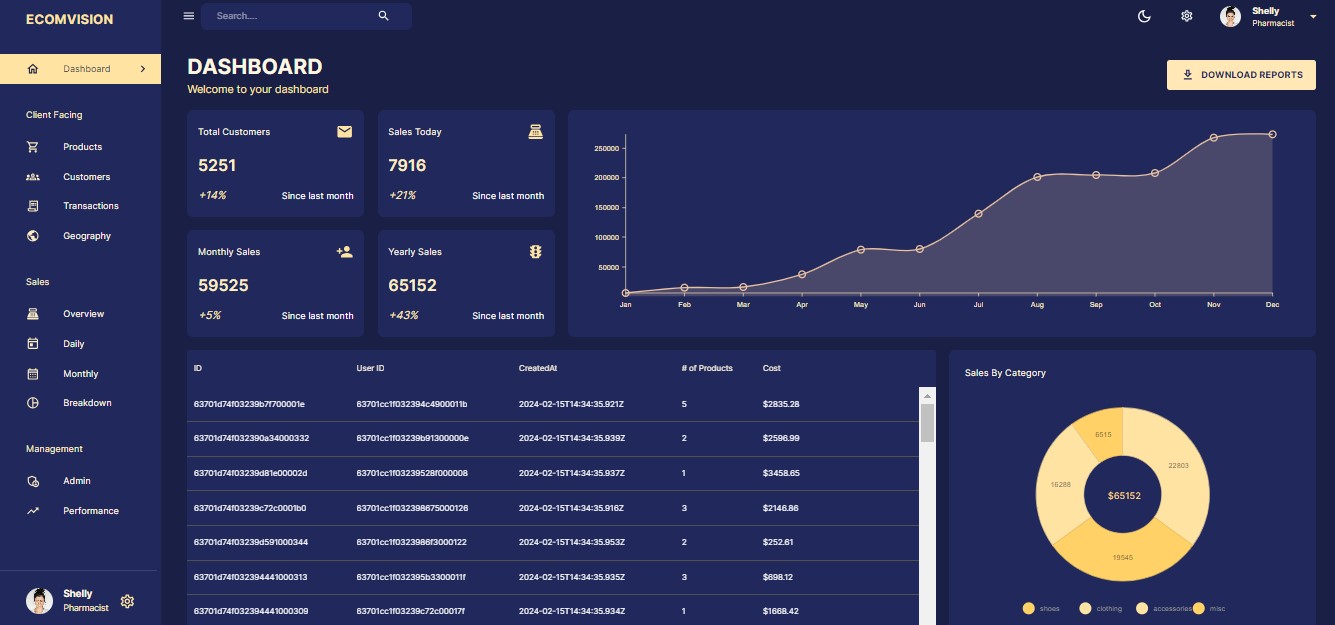 ECOMVISION
Search....
Shelly
Pharmacist
Dashboard
Client Facing
Products
Customers
Transactions
Geography
Sales
Overview
Daily
Monthly
Breakdown
Management
Admin
Performance
Shelly
Pharmacist
DASHBOARD
Welcome to your dashboard
DOWNLOAD REPORTS
Total Customers
5251
+14% Since last month
Sales Today
7916
+21% Since last month
Monthly Sales
59525
+5% Since last month
Yearly Sales
65152
+43% Since last month
250000
200000
150000
100000
50000
Jan Feb Mar Apr May Jun Jul Aug Sep Oct Nov Dec
ID User ID CreatedAt # of Products Cost
63701d74f03239b7f700001e 63701cc1f032394c4900011b 2024-02-15T14:34:35.921Z 5 $2835.28
63701d74f032390a34000332 63701cc1f03239b91300000e 2024-02-15T14:34:35.939Z 2 $2596.99
63701d74f03239d81e00002d 63701cc1f03239528f000008 2024-02-15T14:34:35.937Z 1 $3458.65
63701d74f03239c72c0001b0 63701cc1f032398675000126 2024-02-15T14:34:35.916Z 3 $2146.86
63701d74f03239d591000344 63701cc1f0323986f3000122 2024-02-15T14:34:35.953Z 2 $252.61
63701d74f032394441000313 63701cc1f032395b3300011f 2024-02-15T14:34:35.935Z 3 $698.12
63701d74f032394441000309 63701cc1f03239c72c00017f 2024-02-15T14:34:35.934Z 1 $1668.42
Sales By Category
6515
22803
16288
$65152
19545
shoes clothing accessories misc